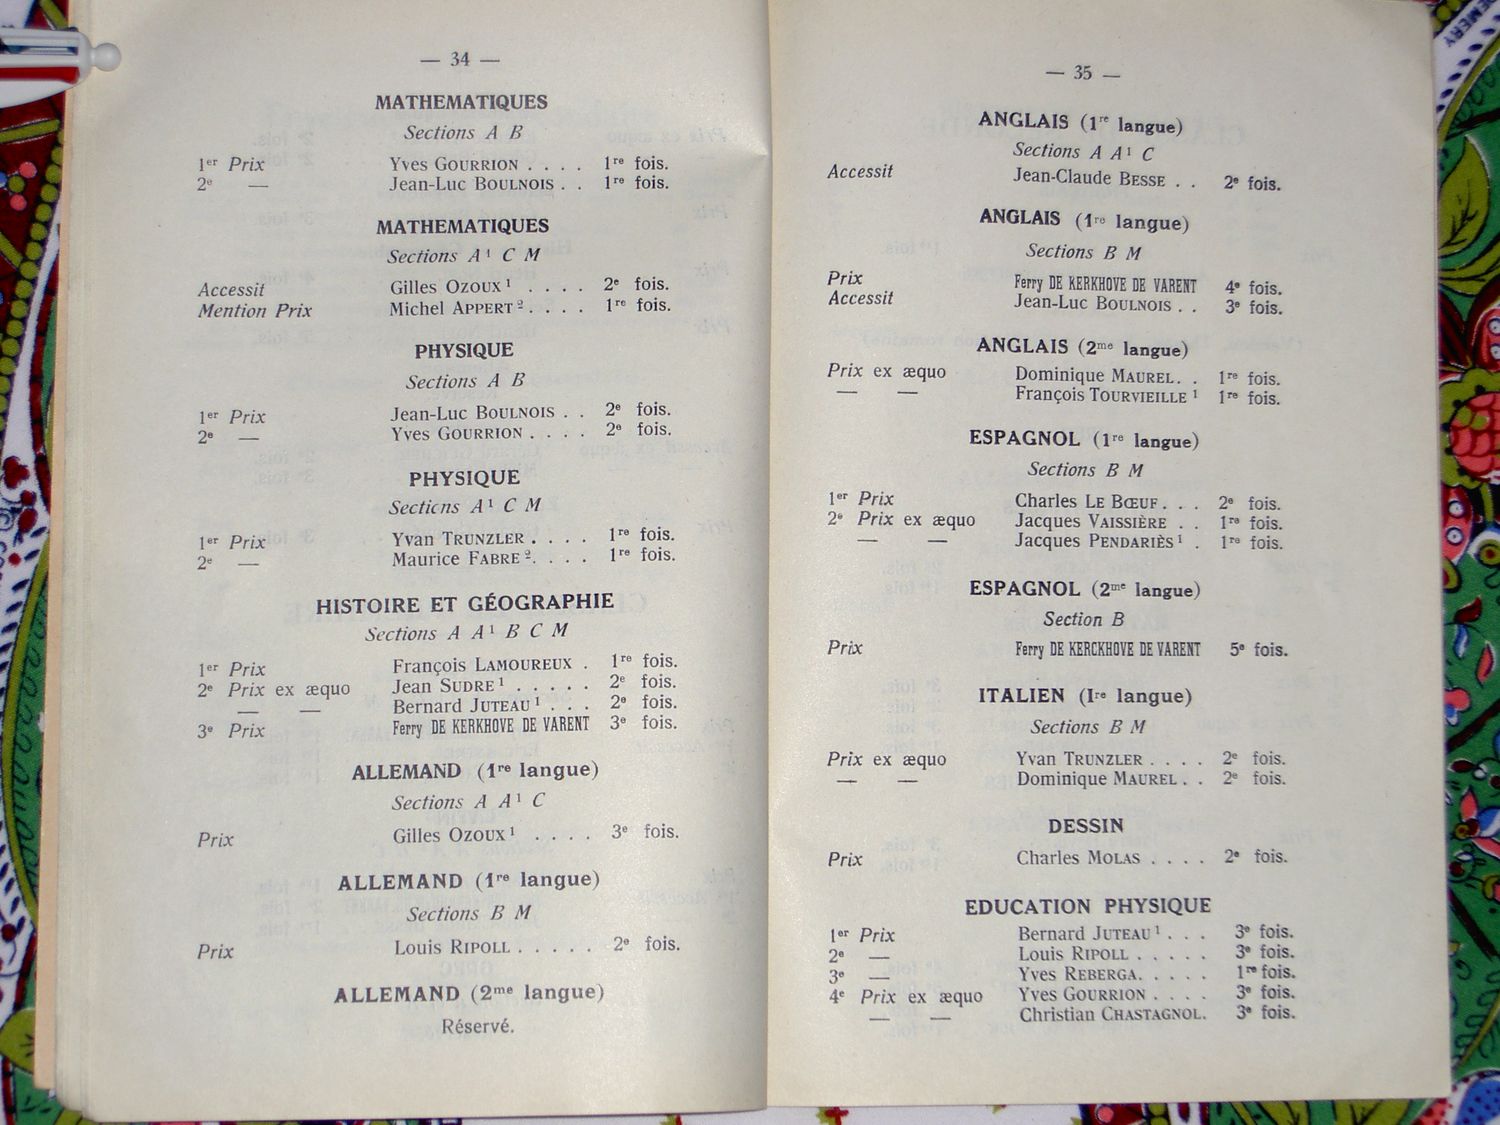 — 34 —
MATHEMATIQUES
Sections A B
1er Prix Yves GOURRION . . . . 1re fois.
2e — Jean-Luc BOULNOIS . . 1re fois.
MATHEMATIQUES
Sections A¹ C M
Accessit Gilles OZOUX¹ . . . . 2e fois.
Mention Prix Michel APPERT² . . . . 1re fois.
PHYSIQUE
Sections A B
1er Prix Jean-Luc BOULNOIS . . 2e fois.
2e — Yves GOURRION . . . . 2e fois.
PHYSIQUE
Sections A¹ C M
1er Prix Yvan TRUNZLER . . . . 1re fois.
2e — Maurice FABRE². . . . 1re fois.
HISTOIRE ET GÉOGRAPHIE
Sections A A¹ B C M
1er Prix François LAMOUREUX . 1re fois.
2e Prix ex æquo Jean SUDRE¹ . . . . . 2e fois.
— — Bernard JUTEAU¹ . . . 2e fois.
3e Prix Ferry DE KERKHOVE DE VARENT 3e fois.
ALLEMAND (1re langue)
Sections A A¹ C
Prix Gilles OZOUX¹ . . . . 3e fois.
ALLEMAND (1re langue)
Sections B M
Prix Louis RIPOLL . . . . . 2e fois.
ALLEMAND (2me langue)
Réservé.
— 35 —
ANGLAIS (1re langue)
Sections A A¹ C
Accessit Jean-Claude BESSE . . 2e fois.
ANGLAIS (1re langue)
Sections B M
Prix Ferry DE KERKHOVE DE VARENT 4e fois.
Accessit Jean-Luc BOULNOIS . . 3e fois.
ANGLAIS (2me langue)
Prix ex æquo Dominique MAUREL. . 1re fois.
— — François TOURVIEILLE¹ 1re fois.
ESPAGNOL (1re langue)
Sections B M
1er Prix Charles LE BŒUF. . . 2e fois.
2e Prix ex æquo Jacques VAISSIÈRE . . 1re fois.
— — Jacques PENDARIÈS¹ . 1re fois.
ESPAGNOL (2me langue)
Section B
Prix Ferry DE KERCKHOVE DE VARENT 5e fois.
ITALIEN (1re langue)
Sections B M
Prix ex æquo Yvan TRUNZLER . . . . 2e fois.
— — Dominique MAUREL. . 2e fois.
DESSIN
Prix Charles MOLAS . . . . 2e fois.
EDUCATION PHYSIQUE
1er Prix Bernard JUTEAU¹ . . . 3e fois.
2e — Louis RIPOLL . . . . . 3e fois.
3e — Yves REBERGA. . . . . 1re fois.
4e Prix ex æquo Yves GOURRION . . . . 3e fois.
— — Christian CHASTAGNOL. 3e fois.